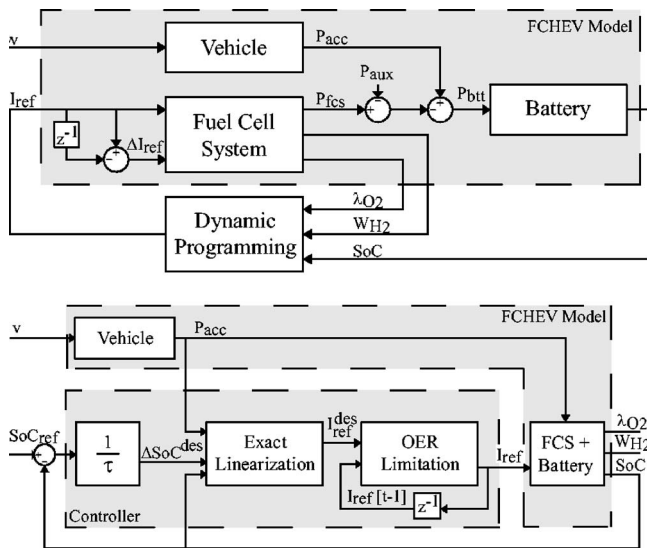 FCHEV Model
v
Vehicle
Pacc
Paux
Iref
Pfcs
Pbtt
z-1
ΔIref
Fuel Cell
System
Battery
+
-
-
+
+
-
-
+
Dynamic
Programming
λO2
WH2
SoC
FCHEV Model
v
Vehicle
Pacc
SoCref
+
-
1
τ
ΔSoCdes
Exact
Linearization
Irefdes
OER
Limitation
Iref
FCS +
Battery
λO2
WH2
SoC
Iref [t-1]
z-1
Controller